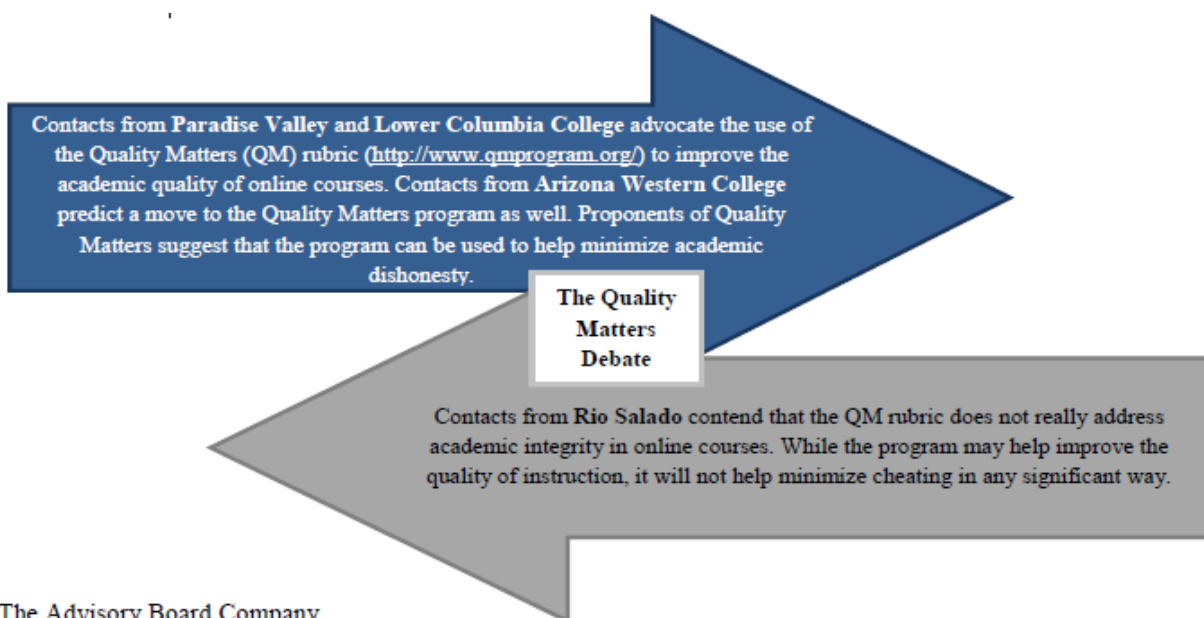 Contacts from Paradise Valley and Lower Columbia College advocate the use of
the Quality Matters (QM) rubric (http://www.qmprogram.org/) to improve the
academic quality of online courses. Contacts from Arizona Western College
predict a move to the Quality Matters program as well. Proponents of Quality
Matters suggest that the program can be used to help minimize academic
dishonesty.
The Quality
Matters
Debate
Contacts from Rio Salado contend that the QM rubric does not really address
academic integrity in online courses. While the program may help improve the
quality of instruction, it will not help minimize cheating in any significant way.
The Advisory Board Company